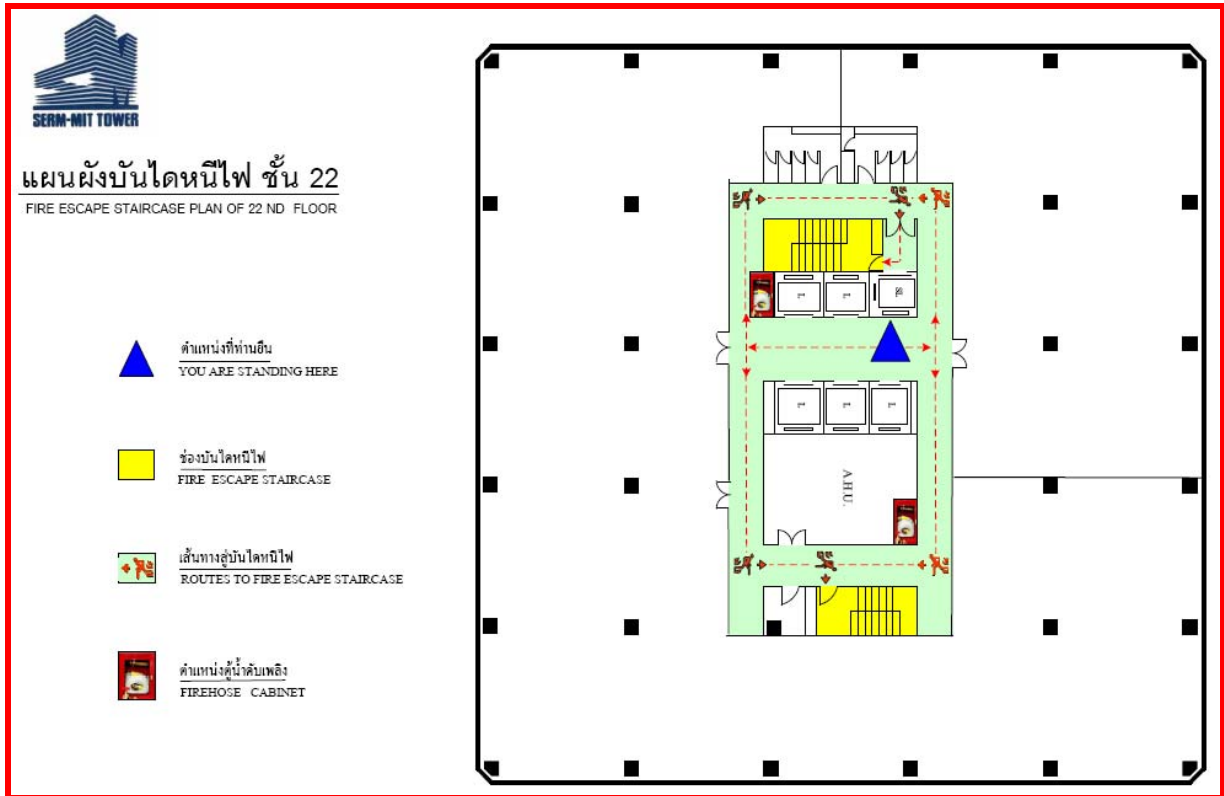 SERM-MIT TOWER
แผนผังบันไดหนีไฟ ชั้น 22
FIRE ESCAPE STAIRCASE PLAN OF 22 ND FLOOR
ตำแหน่งที่ท่านยืน
YOU ARE STANDING HERE
ช่องบันไดหนีไฟ
FIRE ESCAPE STAIRCASE
เส้นทางสู่บันไดหนีไฟ
ROUTES TO FIRE ESCAPE STAIRCASE
ตำแหน่งตู้น้ำดับเพลิง
FIREHOSE CABINET
L
L
L
L
L
A.H.U.